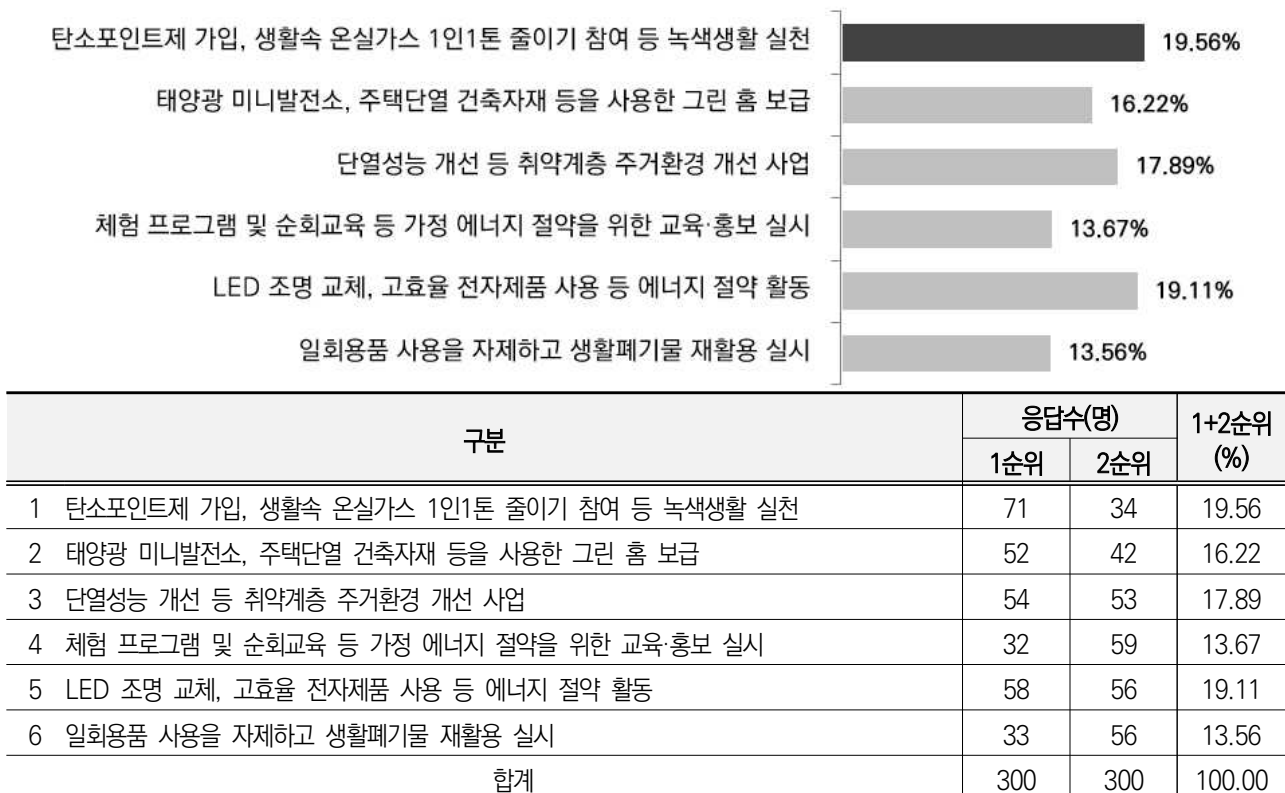 탄소포인트제 가입, 생활속 온실가스 1인1톤 줄이기 참여 등 녹색생활 실천 19.56%
태양광 미니발전소, 주택단열 건축자재 등을 사용한 그린 홈 보급 16.22%
단열성능 개선 등 취약계층 주거환경 개선 사업 17.89%
체험 프로그램 및 순회교육 등 가정 에너지 절약을 위한 교육·홍보 실시 13.67%
LED 조명 교체, 고효율 전자제품 사용 등 에너지 절약 활동 19.11%
일회용품 사용을 자제하고 생활폐기물 재활용 실시 13.56%
구분 응답수(명) 1+2순위
1순위 2순위 (%)
1 탄소포인트제 가입, 생활속 온실가스 1인1톤 줄이기 참여 등 녹색생활 실천 71 34 19.56
2 태양광 미니발전소, 주택단열 건축자재 등을 사용한 그린 홈 보급 52 42 16.22
3 단열성능 개선 등 취약계층 주거환경 개선 사업 54 53 17.89
4 체험 프로그램 및 순회교육 등 가정 에너지 절약을 위한 교육·홍보 실시 32 59 13.67
5 LED 조명 교체, 고효율 전자제품 사용 등 에너지 절약 활동 58 56 19.11
6 일회용품 사용을 자제하고 생활폐기물 재활용 실시 33 56 13.56
합계 300 300 100.00